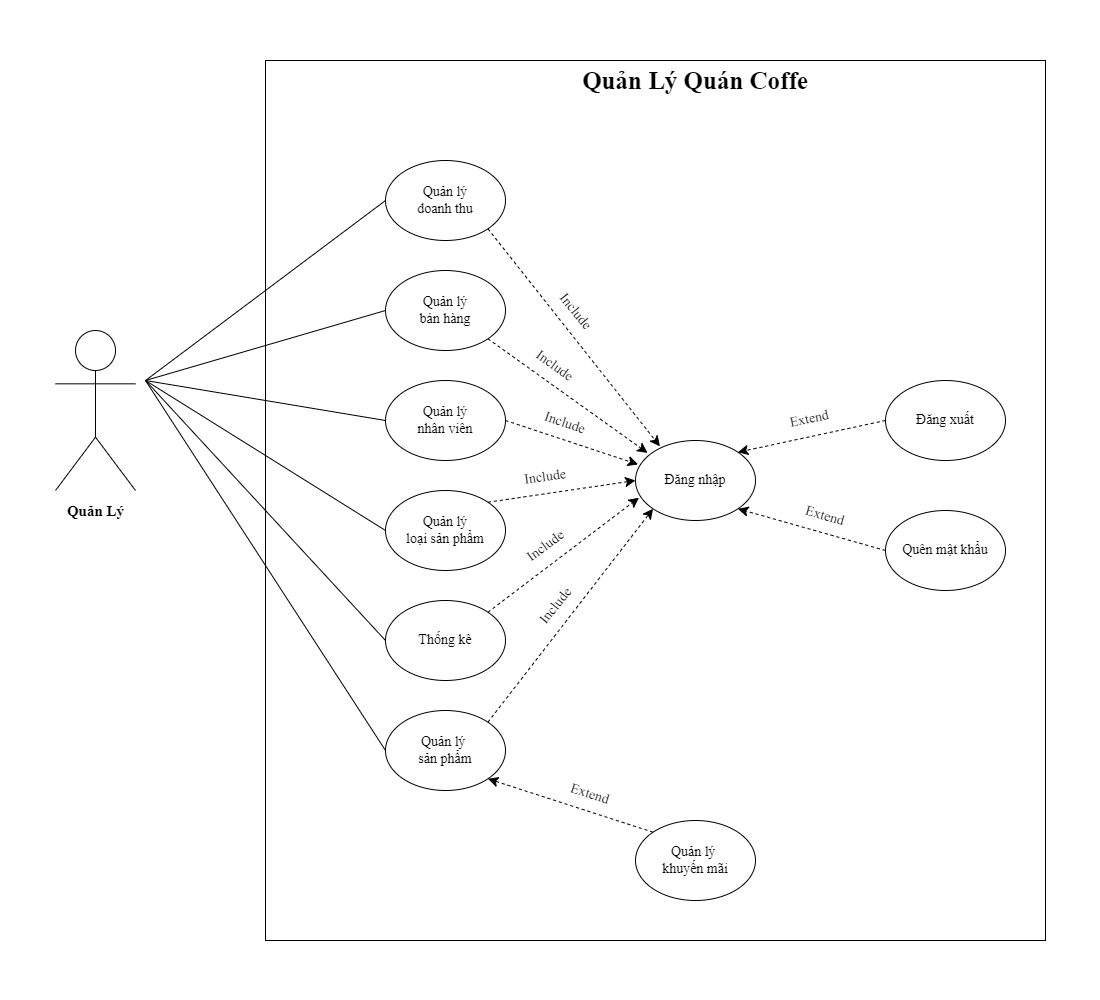 Quản Lý Quán Coffe
Quản lý
doanh thu
Include
Quản lý
bán hàng
Include
Quản lý
nhân viên
Include
Đăng xuất
Extend
Đăng nhập
Quản Lý
Quản lý
loại sản phẩm
Include
Extend
Quên mật khẩu
Include
Thống kê
Include
Quản lý
sản phẩm
Extend
Quản lý
khuyến mãi